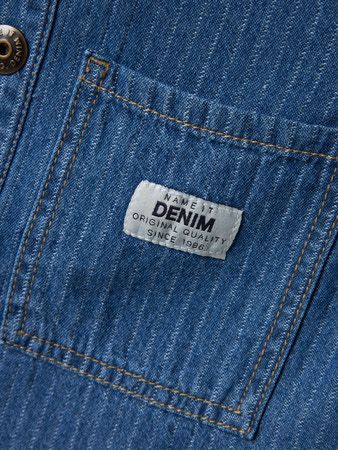 NAME IT
DENIM
ORIGINAL QUALITY
SINCE 1986